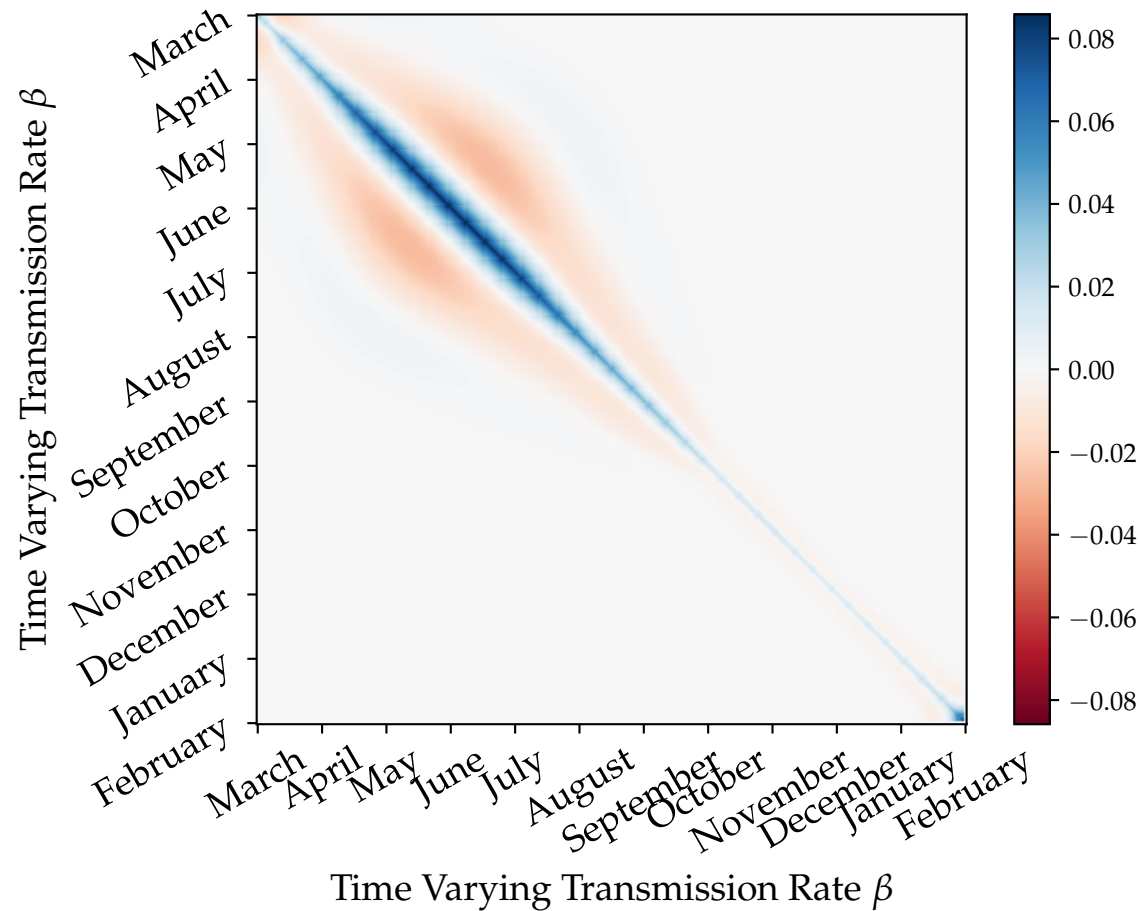 Time Varying Transmission Rate β
March
April
May
June
July
August
September
October
November
December
January
February
0.08
0.06
0.04
0.02
0.00
−0.02
−0.04
−0.06
−0.08
March
April
May
June
July
August
September
October
November
December
January
February
Time Varying Transmission Rate β